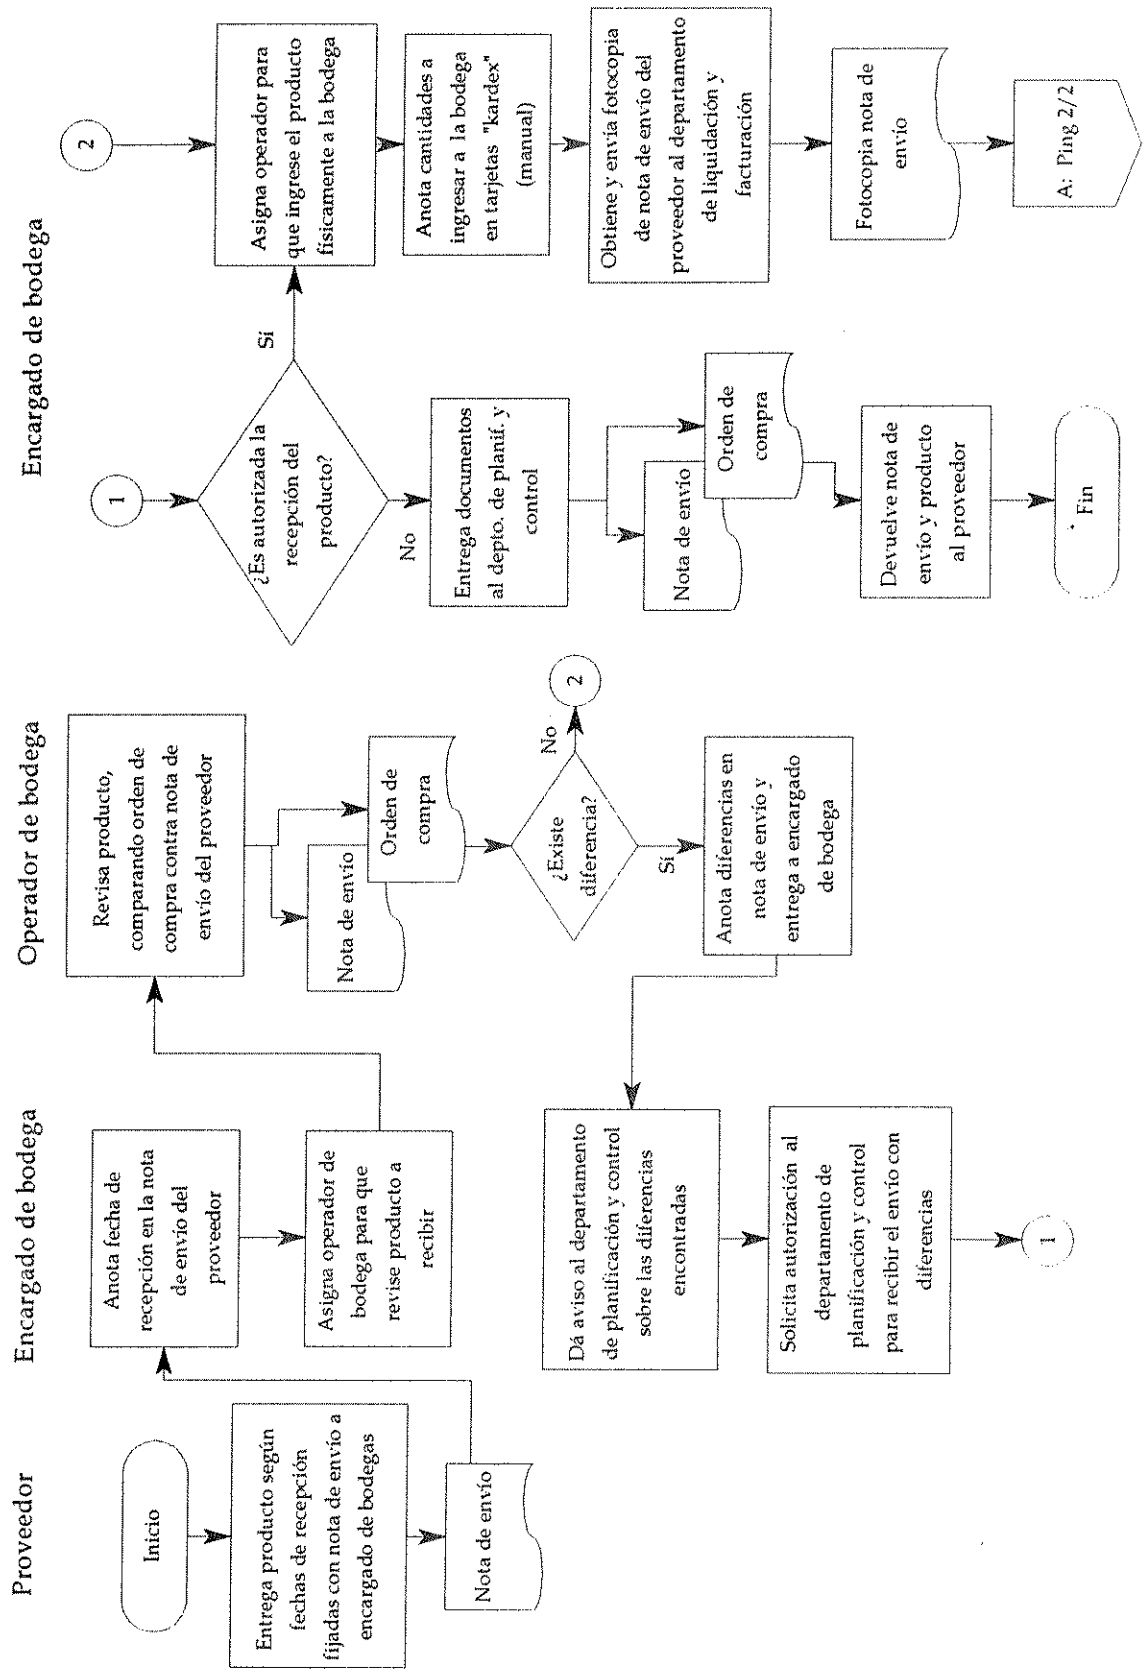 Proveedor
Inicio
Entrega producto según
fechas de recepción
fijadas con nota de envío a
encargado de bodegas
Nota de envío
Encargado de bodega
Anota fecha de
recepción en la nota
de envío del
proveedor
Asigna operador de
bodega para que
revise producto a
recibir
Dá aviso al departamento
de planificación y control
sobre las diferencias
encontradas
Solicita autorización al
departamento de
planificación y control
para recibir el envío con
diferencias
1
Operador de bodega
Revisa producto,
comparando orden de
compra contra nota de
envío del proveedor
Nota de envío
Orden de
compra
¿Existe
diferencia?
No
2
Sí
Anota diferencias en
nota de envío y
entrega a encargado
de bodega
Encargado de bodega
1
¿Es autorizada la
recepción del
producto?
Sí
No
Entrega documentos
al depto. de planif. y
control
Nota de envío
Orden de
compra
Devuelve nota de
envío y producto
al proveedor
Fin
2
Asigna operador para
que ingrese el producto
físicamente a la bodega
Anota cantidades a
ingresar a la bodega
en tarjetas "kardex"
(manual)
Obtiene y envía fotocopia
de nota de envío del
proveedor al departamento
de liquidación y
facturación
Fotocopia nota de
envío
A: Ping 2/2